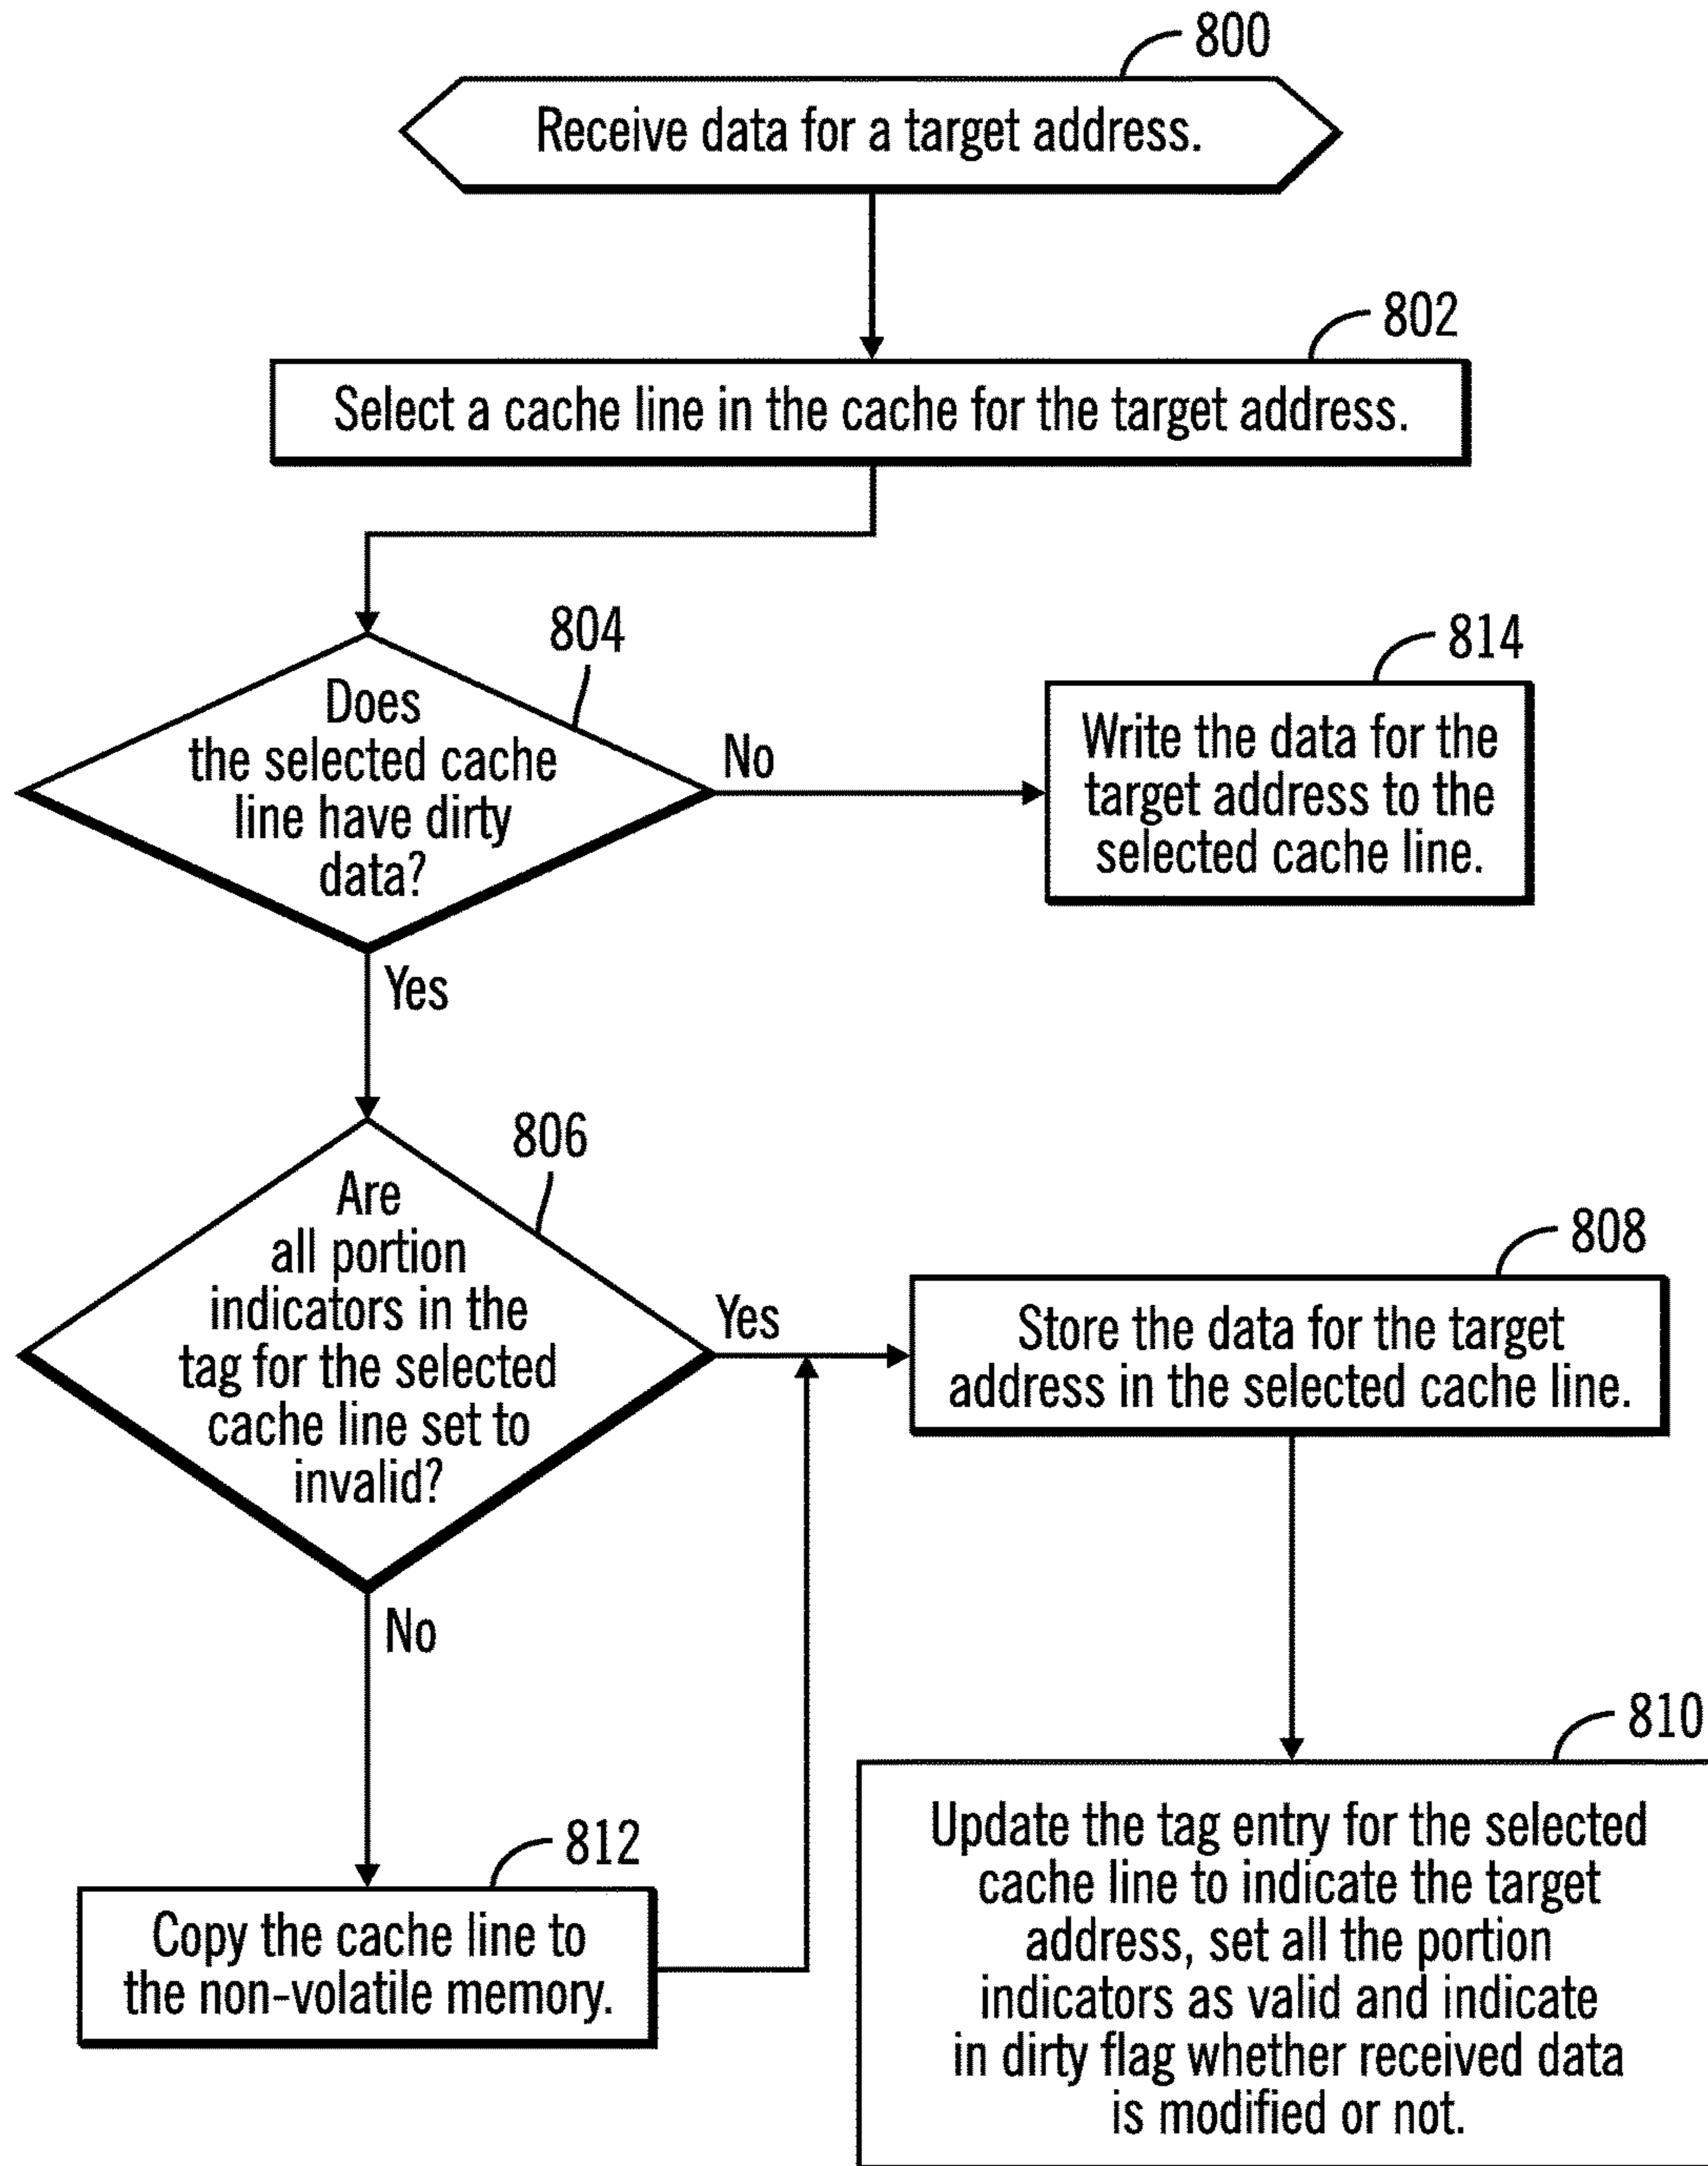 800
Receive data for a target address.
802
Select a cache line in the cache for the target address.
804
Does
the selected cache
line have dirty
data?
No
814
Write the data for the
target address to the
selected cache line.
Yes
806
Are
all portion
indicators in the
tag for the selected
cache line set to
invalid?
Yes
808
Store the data for the target
address in the selected cache line.
No
812
Copy the cache line to
the non-volatile memory.
810
Update the tag entry for the selected
cache line to indicate the target
address, set all the portion
indicators as valid and indicate
in dirty flag whether received data
is modified or not.